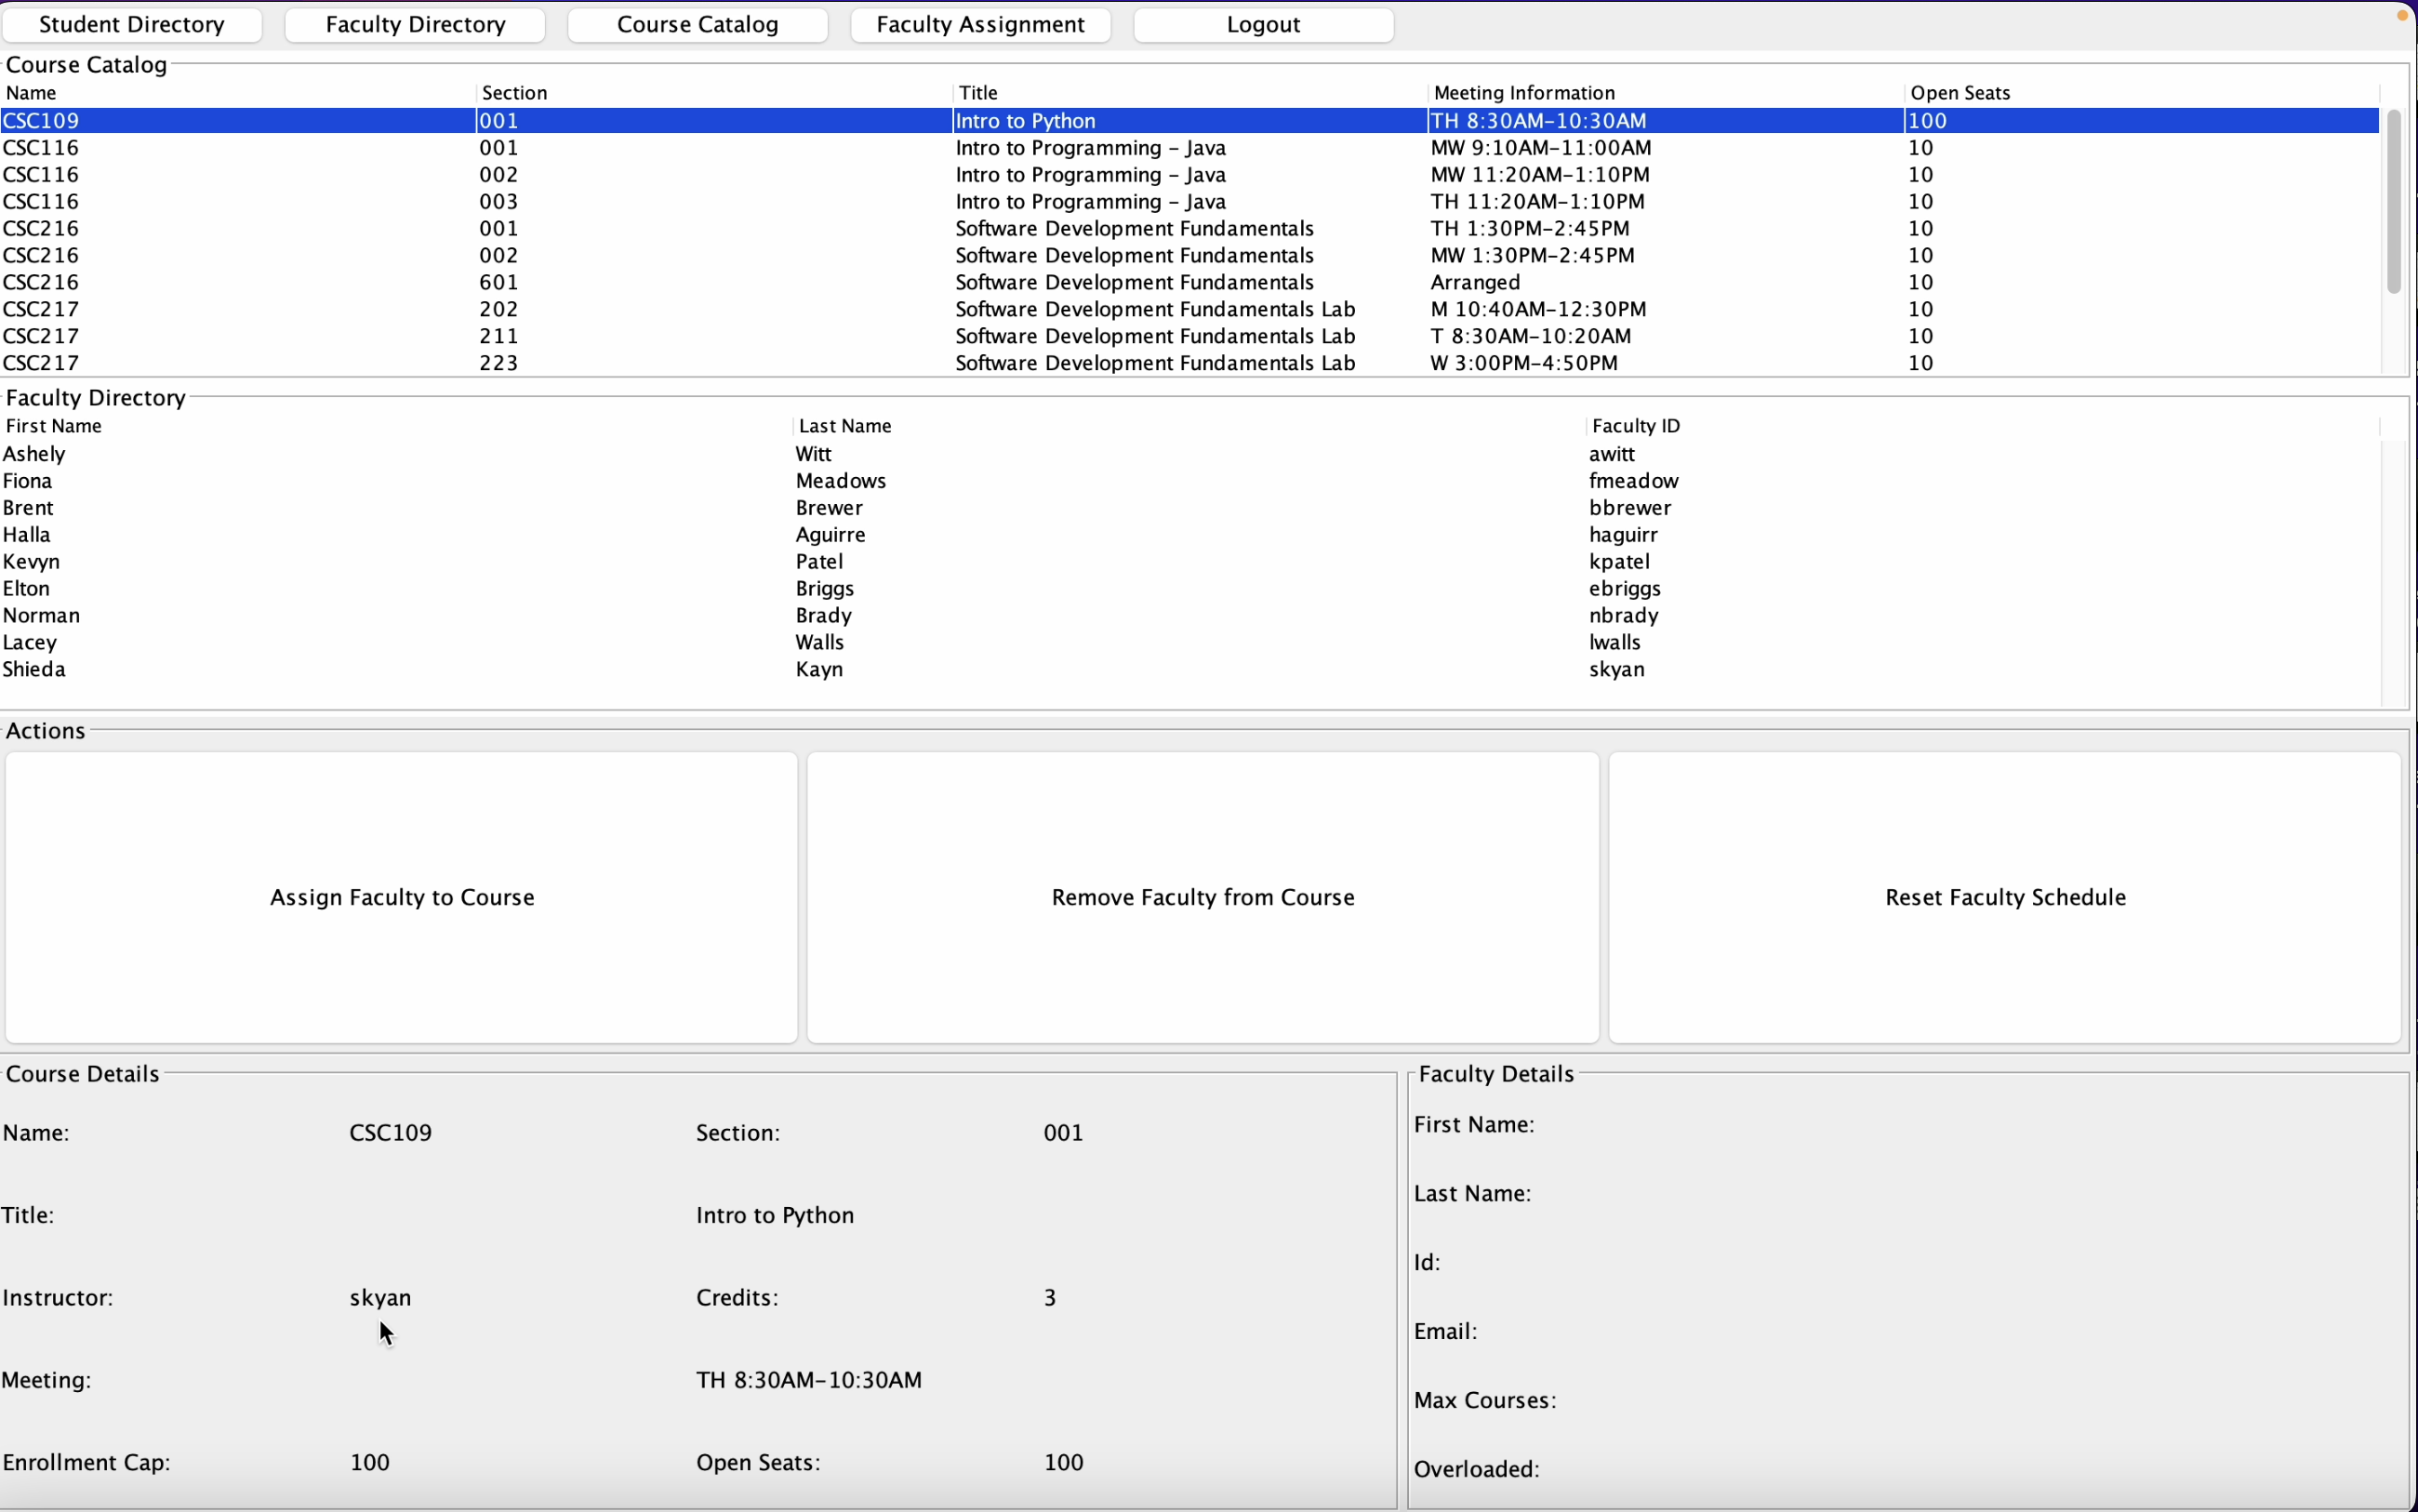 Student Directory Faculty Directory Course Catalog Faculty Assignment Logout
Course Catalog
Name Section Title Meeting Information Open Seats
CSC109 001 Intro to Python TH 8:30AM-10:30AM 100
CSC116 001 Intro to Programming - Java MW 9:10AM-11:00AM 10
CSC116 002 Intro to Programming - Java MW 11:20AM-1:10PM 10
CSC116 003 Intro to Programming - Java TH 11:20AM-1:10PM 10
CSC216 001 Software Development Fundamentals TH 1:30PM-2:45PM 10
CSC216 002 Software Development Fundamentals MW 1:30PM-2:45PM 10
CSC216 601 Software Development Fundamentals Arranged 10
CSC217 202 Software Development Fundamentals Lab M 10:40AM-12:30PM 10
CSC217 211 Software Development Fundamentals Lab T 8:30AM-10:20AM 10
CSC217 223 Software Development Fundamentals Lab W 3:00PM-4:50PM 10
Faculty Directory
First Name Last Name Faculty ID
Ashely Witt awitt
Fiona Meadows fmeadow
Brent Brewer bbrewer
Halla Aguirre haguirr
Kevyn Patel kpatel
Elton Briggs ebriggs
Norman Brady nbrady
Lacey Walls lwalls
Shieda Kayn skyan
Actions
Assign Faculty to Course Remove Faculty from Course Reset Faculty Schedule
Course Details
Name: CSC109 Section: 001
Title: Intro to Python
Instructor: skyan Credits: 3
Meeting: TH 8:30AM-10:30AM
Enrollment Cap: 100 Open Seats: 100
Faculty Details
First Name:
Last Name:
Id:
Email:
Max Courses:
Overloaded: